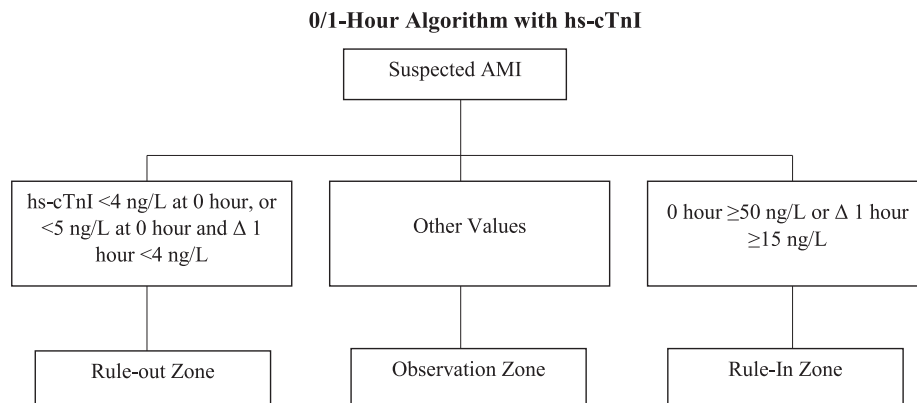 0/1-Hour Algorithm with hs-cTnI
Suspected AMI
hs-cTnI <4 ng/L at 0 hour, or
<5 ng/L at 0 hour and Δ 1
hour <4 ng/L
Other Values
0 hour ≥50 ng/L or Δ 1 hour
≥15 ng/L
Rule-out Zone
Observation Zone
Rule-In Zone